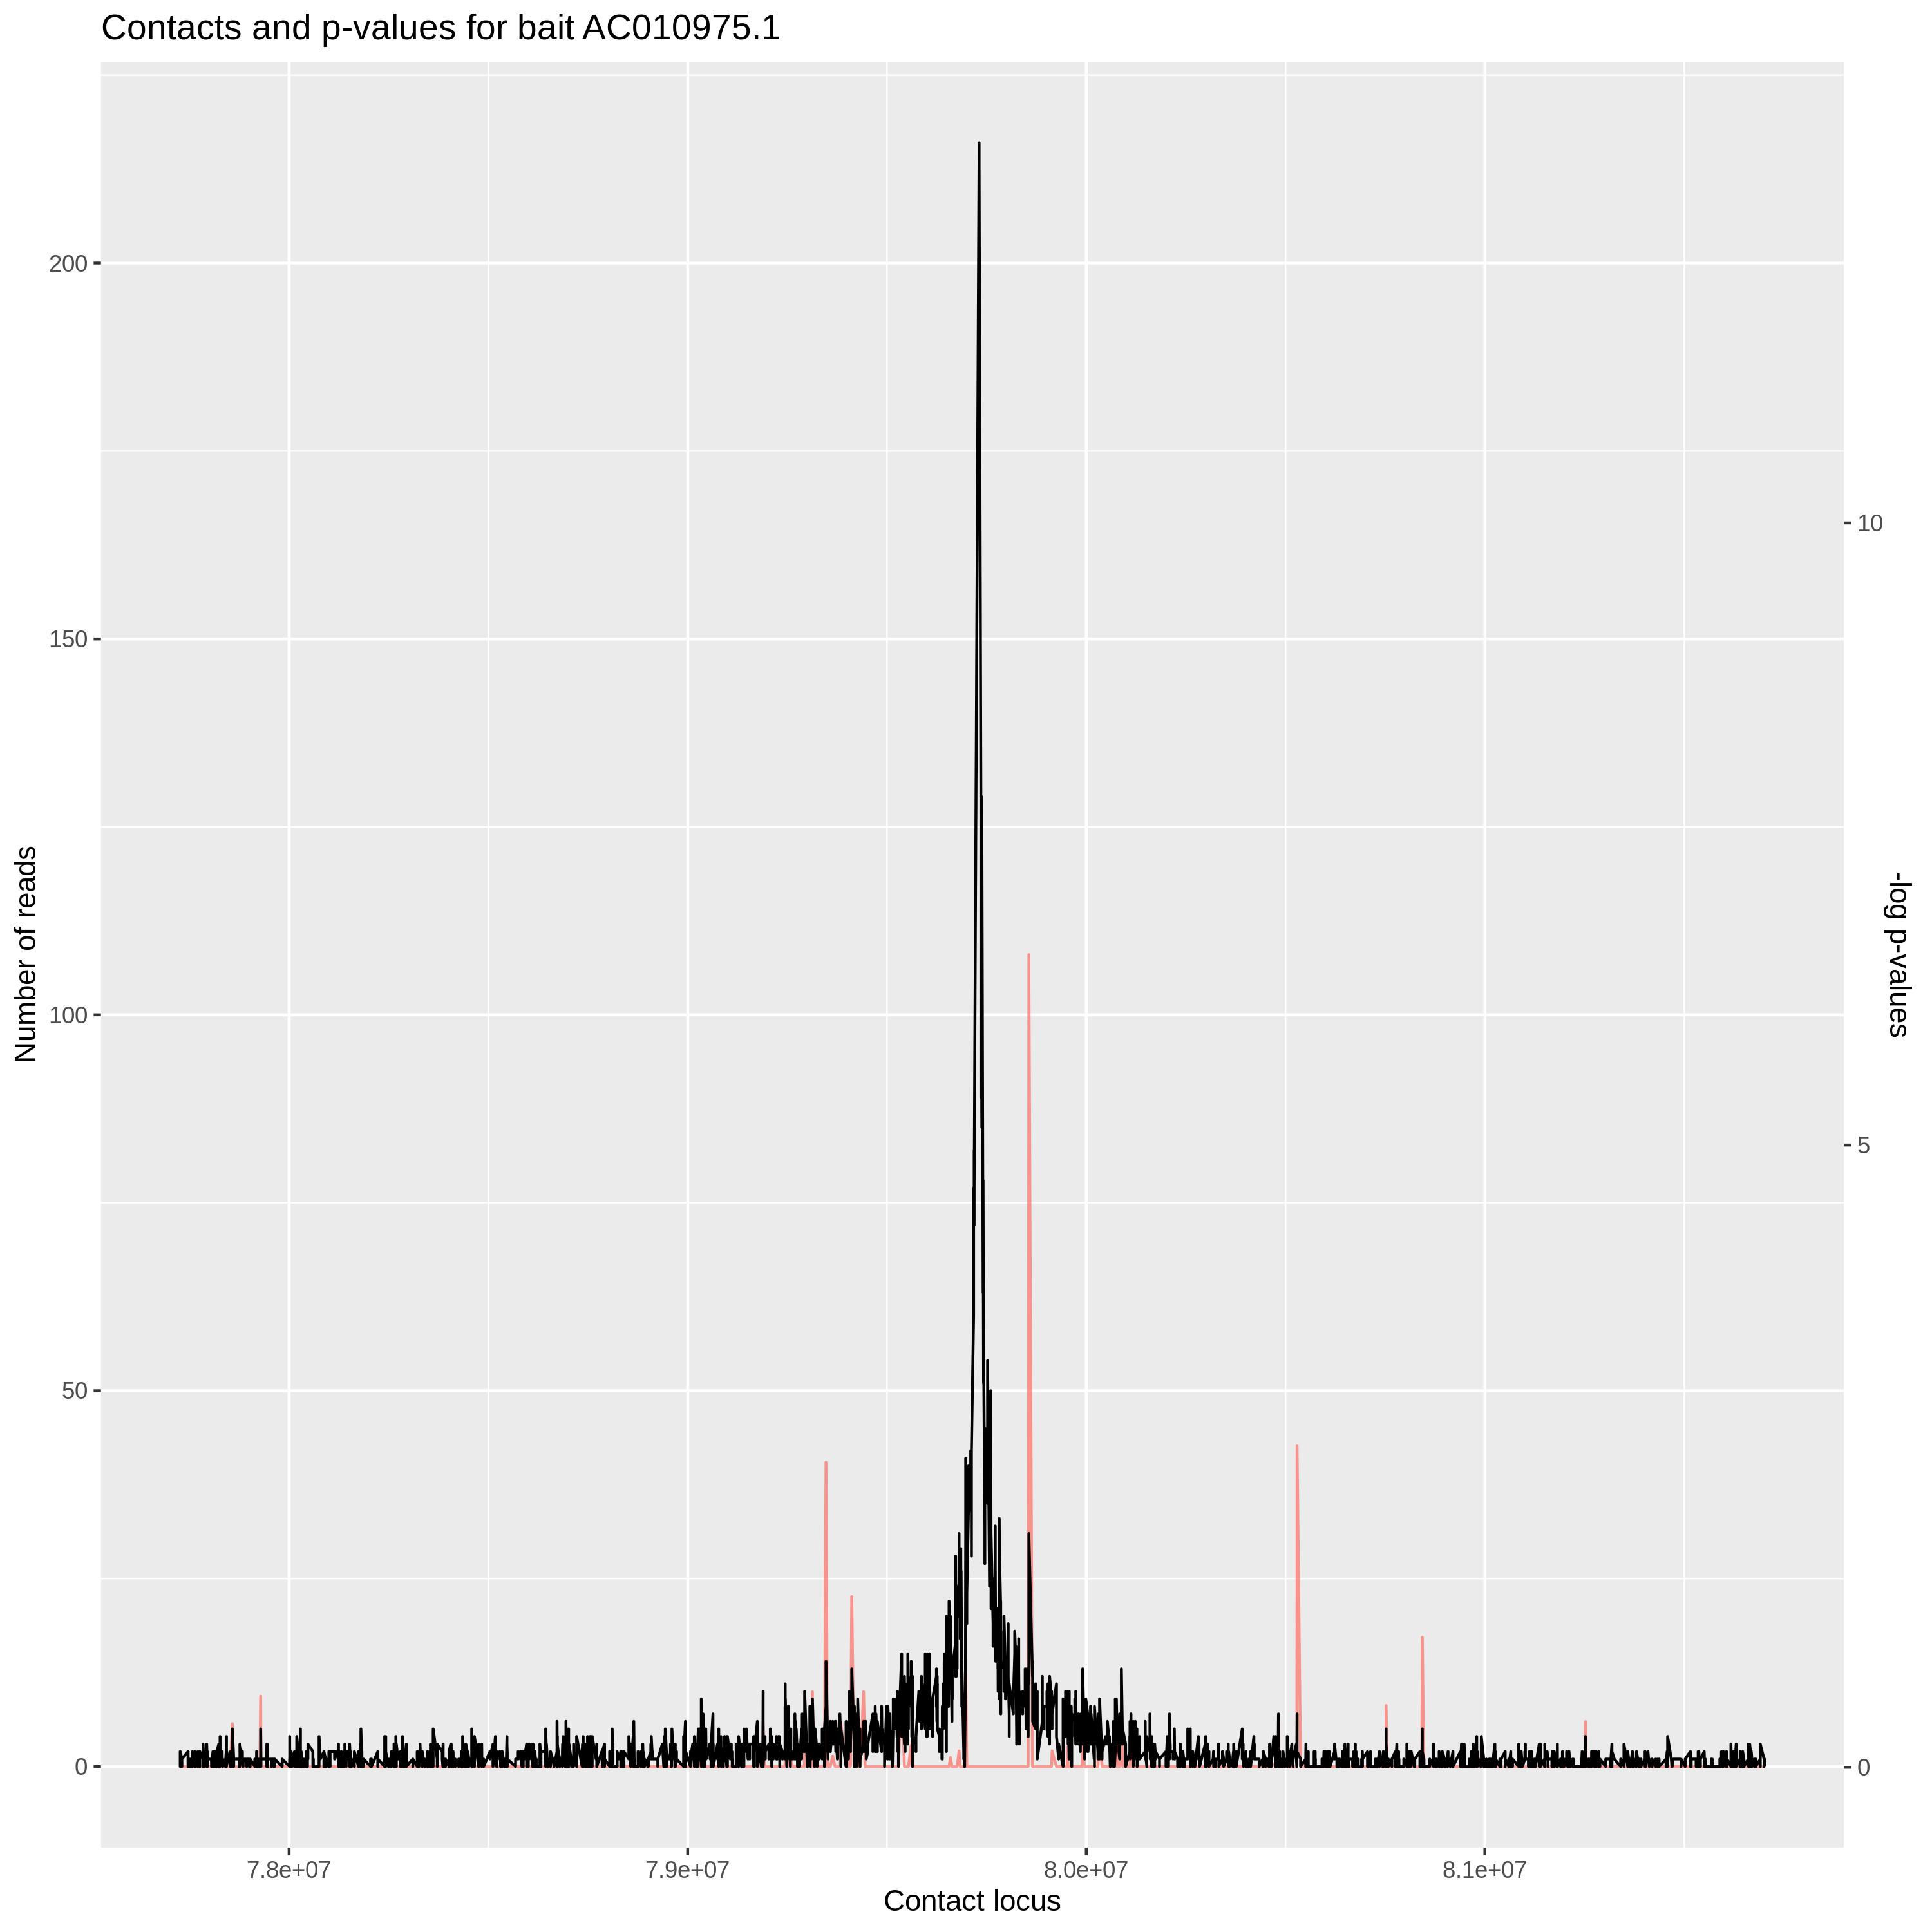 Contacts and p-values for bait AC010975.1
200
150
100
50
0
Number of reads
10
5
0
-log p-values
7.8e+07
7.9e+07
8.0e+07
8.1e+07
Contact locus